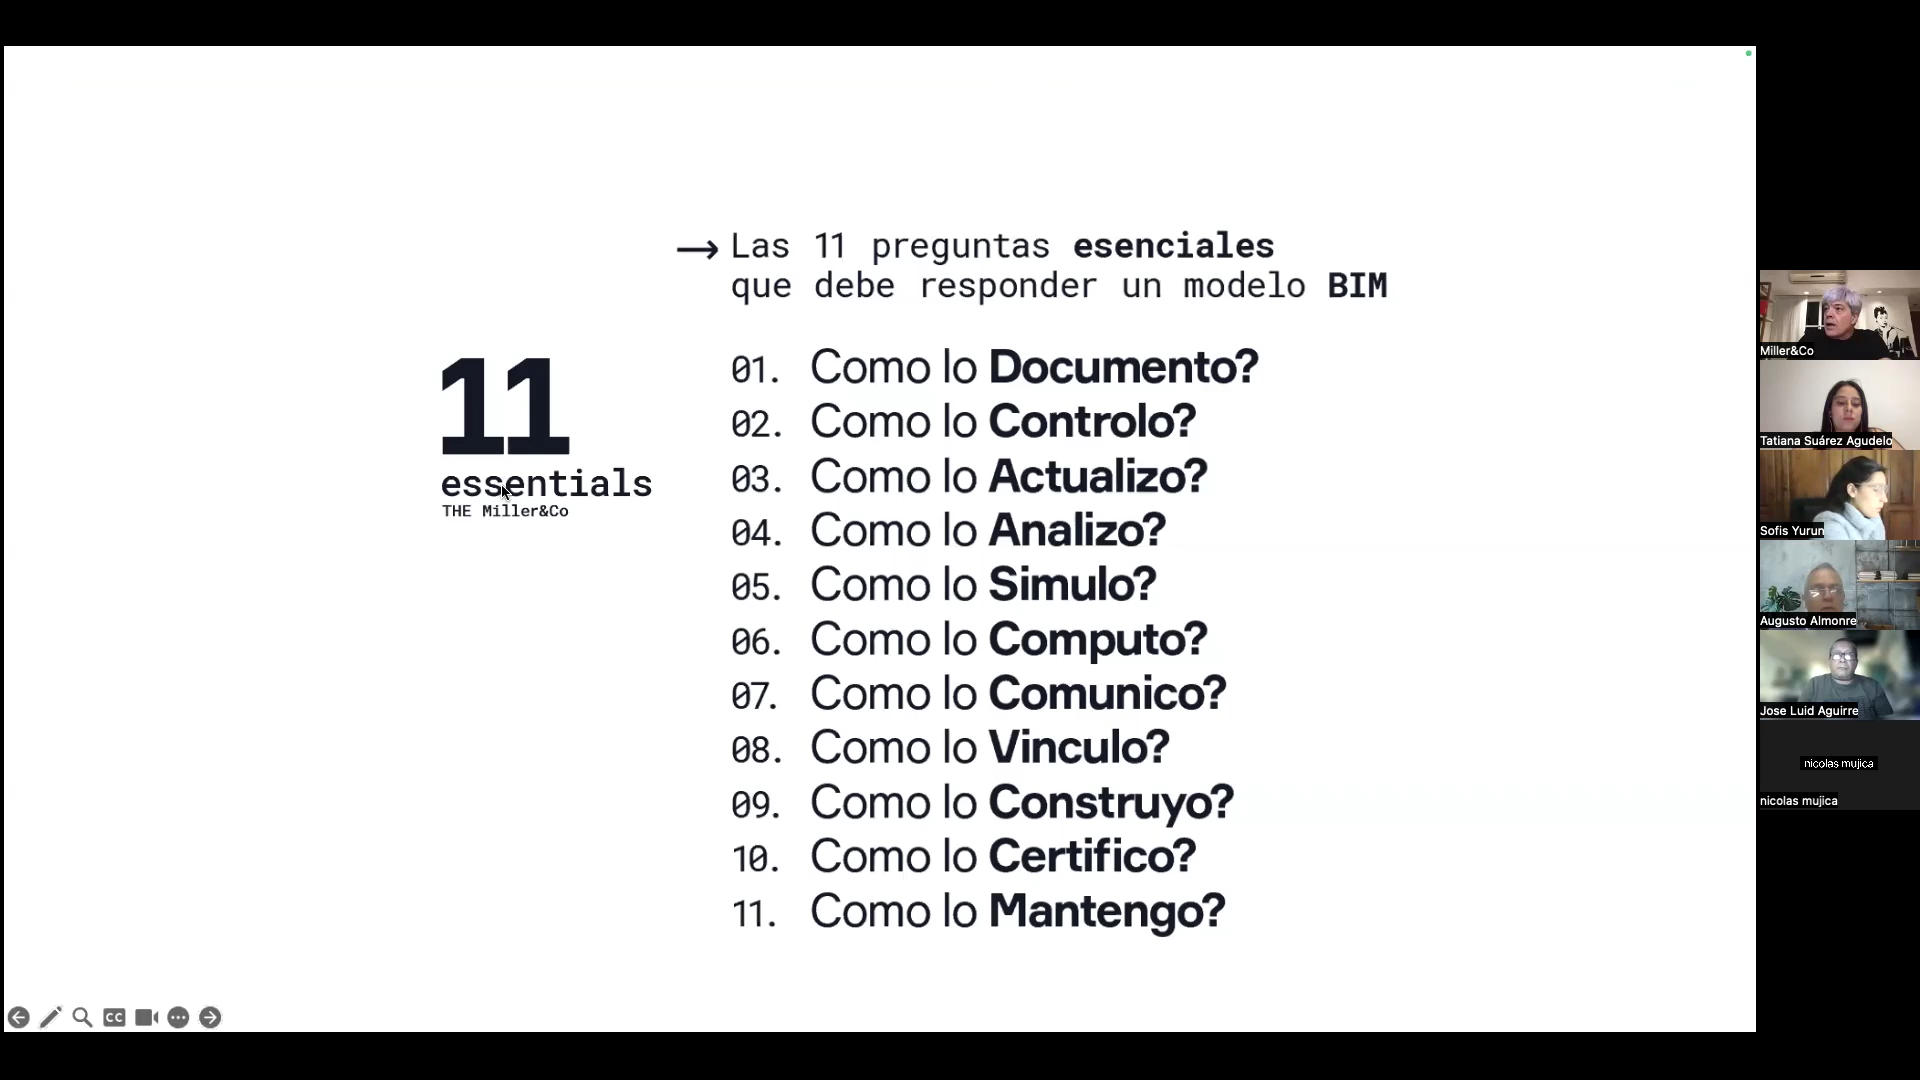 Las 11 preguntas esenciales
que debe responder un modelo BIM
11
essentials
THE Miller&Co
01. Como lo Documento?
02. Como lo Controlo?
03. Como lo Actualizo?
04. Como lo Analizo?
05. Como lo Simulo?
06. Como lo Computo?
07. Como lo Comunico?
08. Como lo Vinculo?
09. Como lo Construyo?
10. Como lo Certifico?
11. Como lo Mantengo?
CC
Miller&Co
Tatiana Suárez Agudelo
Sofis Yurun
Augusto Almonre
Jose Luid Aguirre
nicolas mujica
nicolas mujica